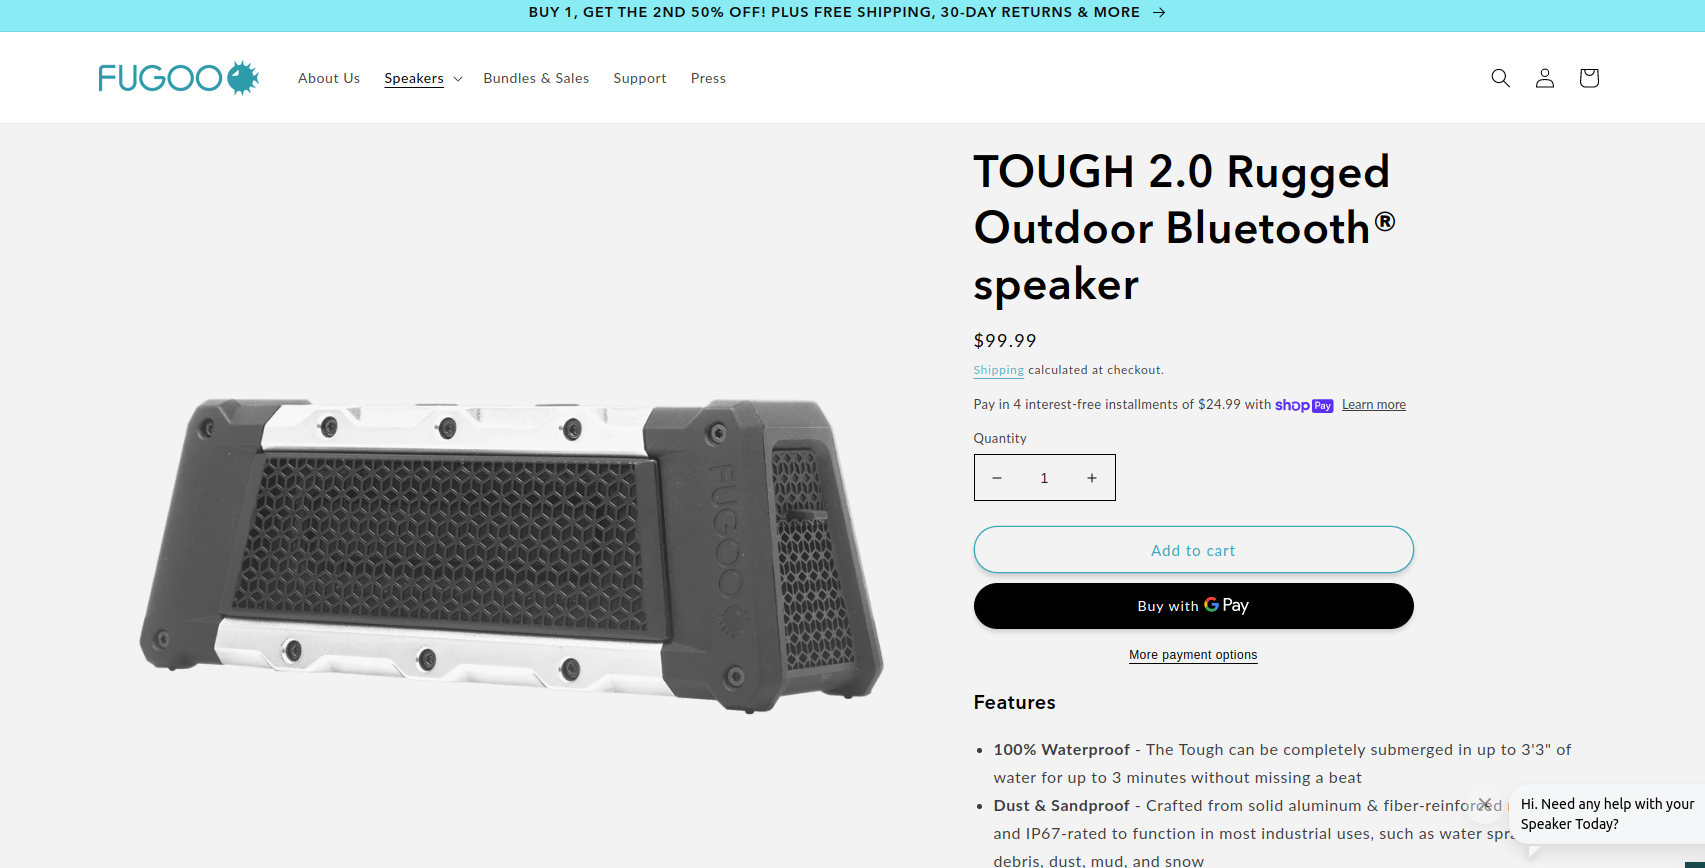 BUY 1, GET THE 2ND 50% OFF! PLUS FREE SHIPPING, 30-DAY RETURNS & MORE →
FUGOO
About Us
Speakers
Bundles & Sales
Support
Press
TOUGH 2.0 Rugged
Outdoor Bluetooth®
speaker
$99.99
Shipping calculated at checkout.
Pay in 4 interest-free installments of $24.99 with shop Pay Learn more
Quantity
− 1 +
Add to cart
Buy with G Pay
More payment options
FUGOO
Features
• 100% Waterproof - The Tough can be completely submerged in up to 3'3" of
water for up to 3 minutes without missing a beat
• Dust & Sandproof - Crafted from solid aluminum & fiber-reinforced
and IP67-rated to function in most industrial uses, such as water
debris, dust, mud, and snow
Hi. Need any help with your
Speaker Today?